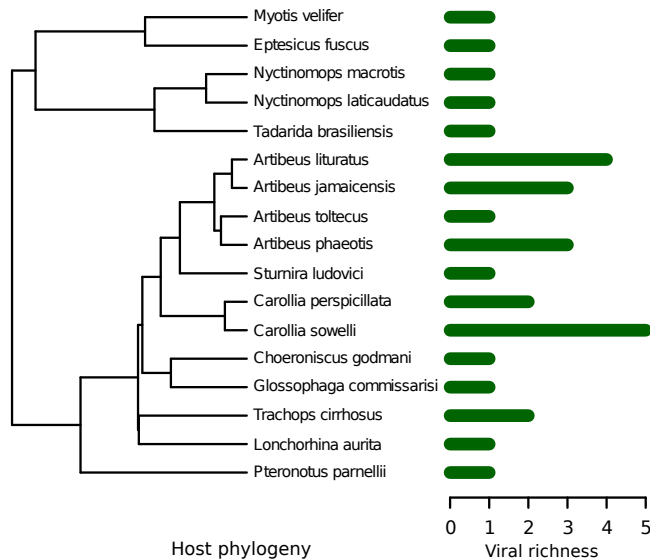 Myotis velifer
Eptesicus fuscus
Nyctinomops macrotis
Nyctinomops laticaudatus
Tadarida brasiliensis
Artibeus lituratus
Artibeus jamaicensis
Artibeus toltecus
Artibeus phaeotis
Sturnira ludovici
Carollia perspicillata
Carollia sowelli
Choeroniscus godmani
Glossophaga commissarisi
Trachops cirrhosus
Lonchorhina aurita
Pteronotus parnellii
0 1 2 3 4 5
Host phylogeny
Viral richness